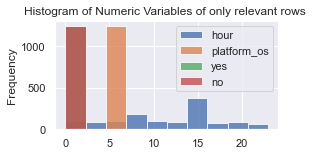 Histogram of Numeric Variables of only relevant rows
hour
platform_os
yes
no
Frequency
1000
500
0
0 5 10 15 20